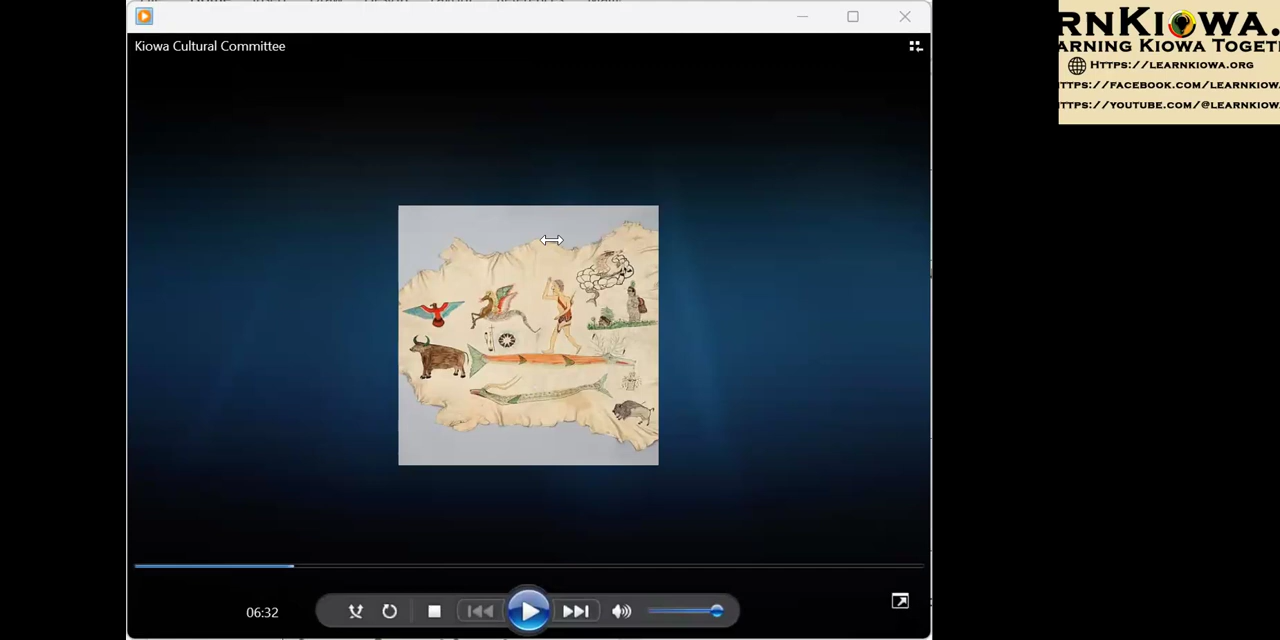 Kiowa Cultural Committee
RNKIOWA.
ARNING KIOWA TOGET
HTTPS://LEARNKIOWA.ORG
TTPS://FACEBOOK.COM/LEARNKIOW
TTPS://YOUTUBE.COM/@LEARNKIOW
06:32